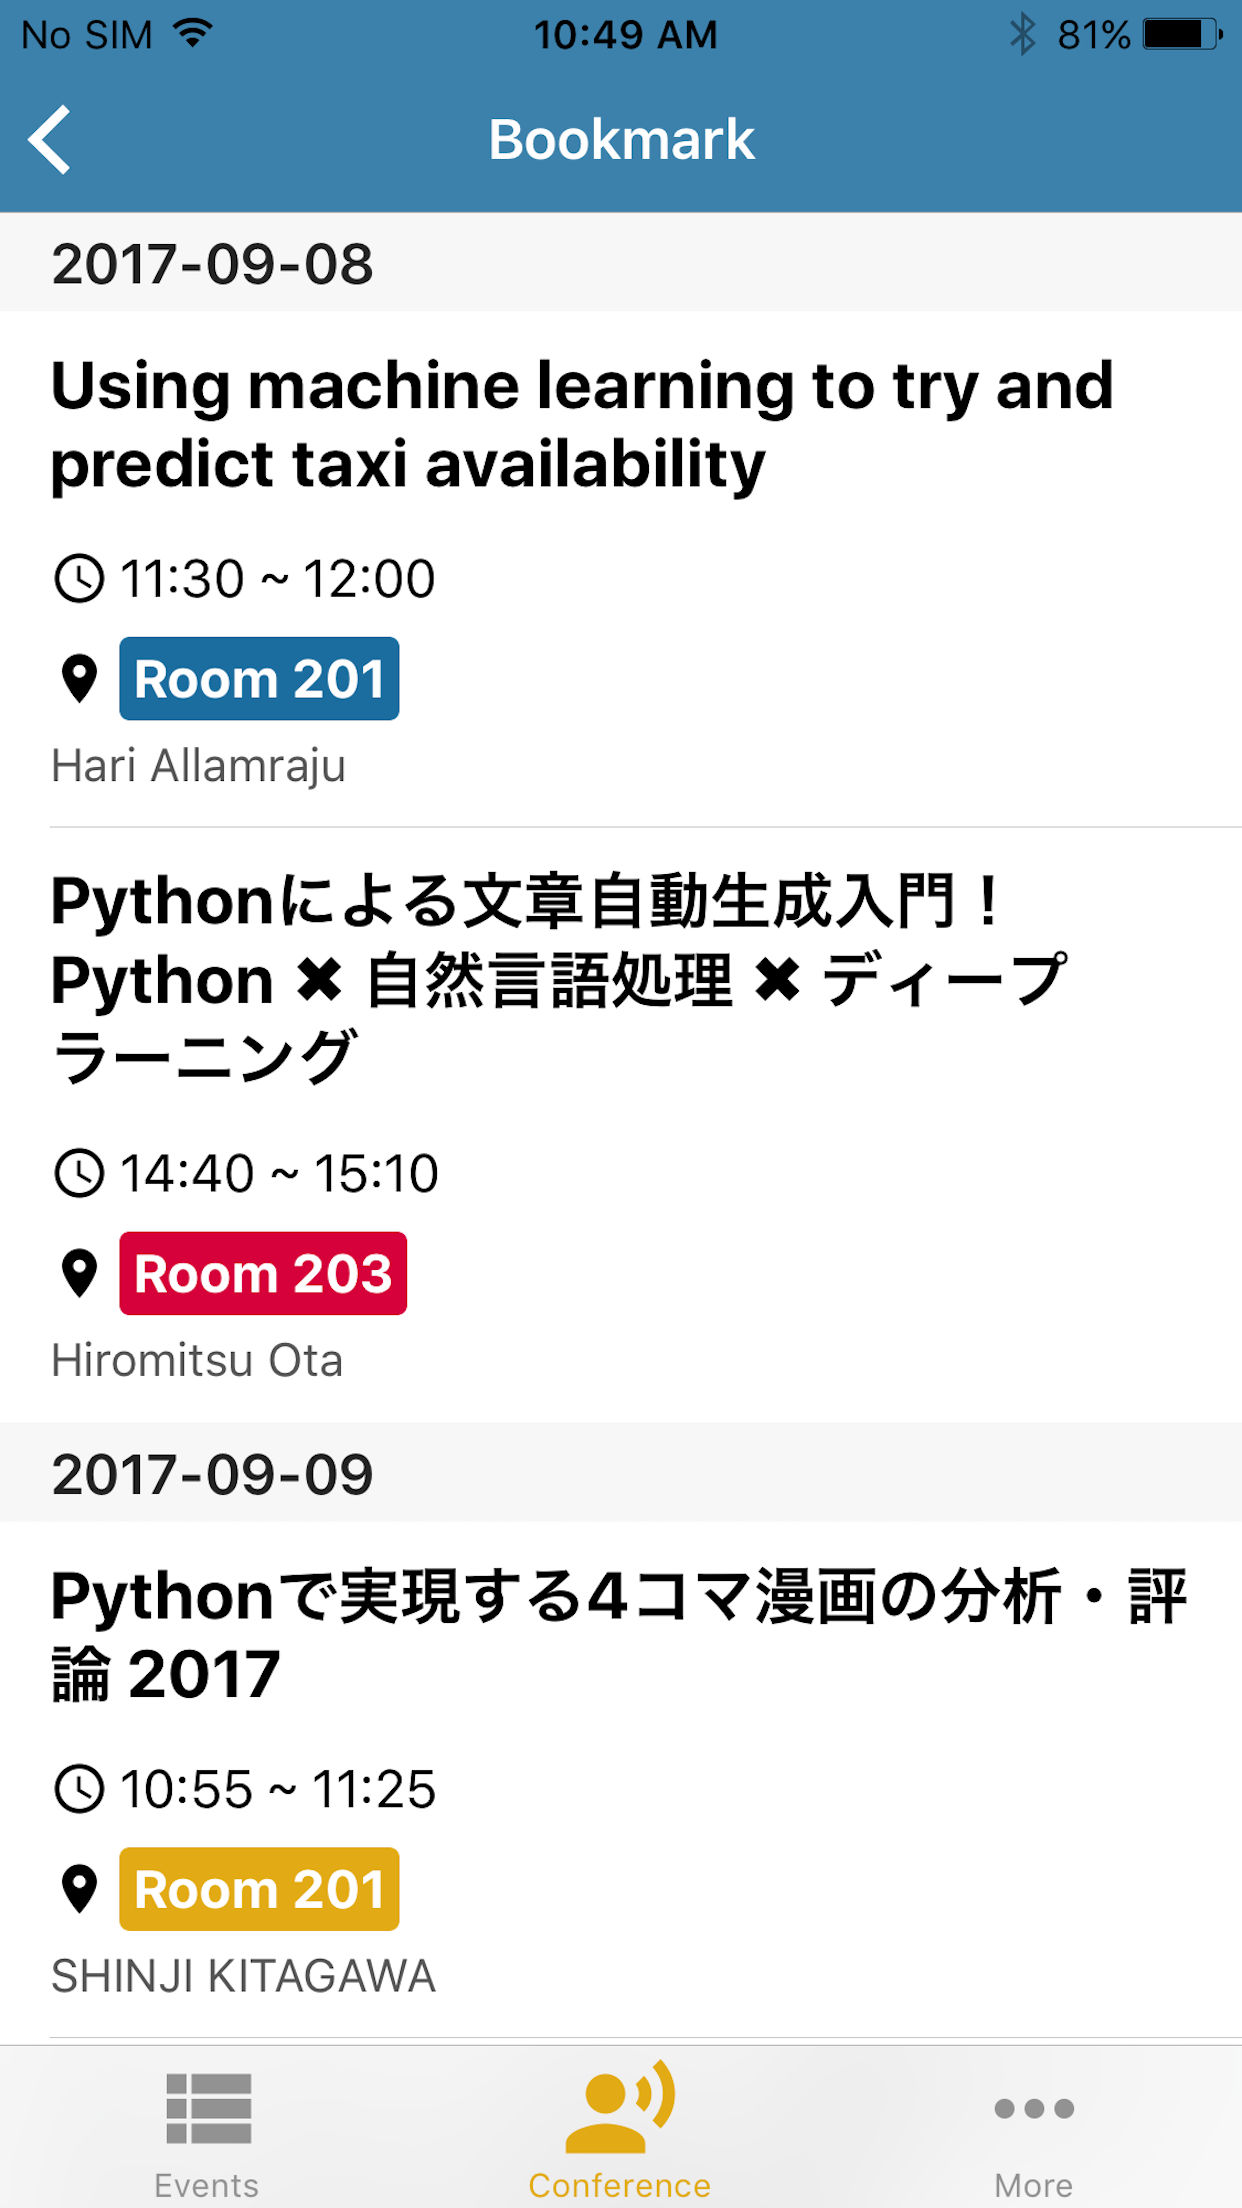 No SIM 10:49 AM 81%
Bookmark
2017-09-08
Using machine learning to try and
predict taxi availability
11:30 ~ 12:00
Room 201
Hari Allamraju
Pythonによる文章自動生成入門！
Python ✖ 自然言語処理 ✖ ディープ
ラーニング
14:40 ~ 15:10
Room 203
Hiromitsu Ota
2017-09-09
Pythonで実現する4コマ漫画の分析・評
論 2017
10:55 ~ 11:25
Room 201
SHINJI KITAGAWA
Events Conference More